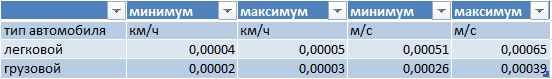 минимум максимум минимум максимум
тип автомобиля км/ч км/ч м/с м/с
легковой 0,00004 0,00005 0,00051 0,00065
грузовой 0,00002 0,00003 0,00026 0,00039